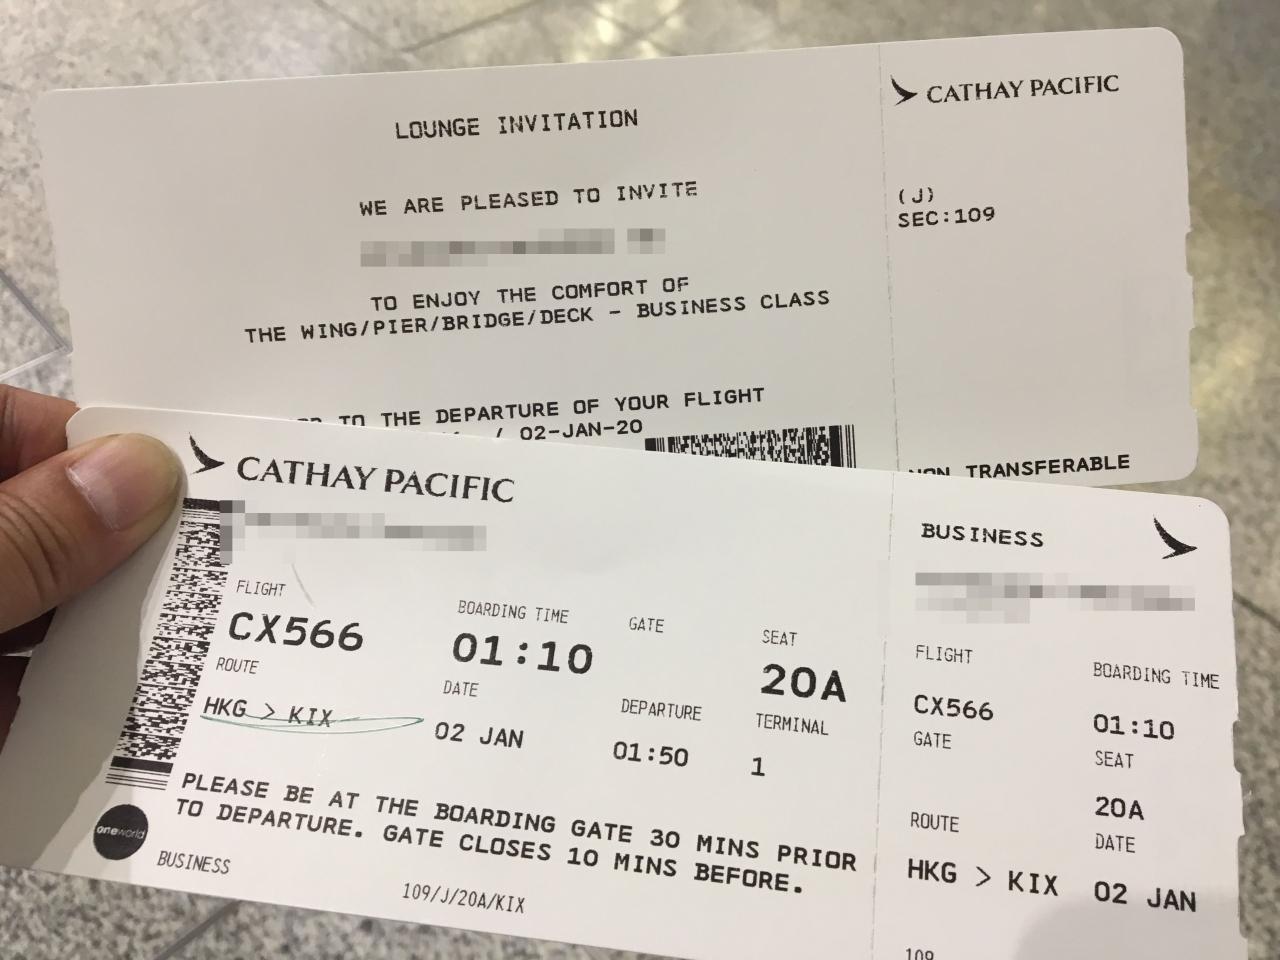 CATHAY PACIFIC
LOUNGE INVITATION
WE ARE PLEASED TO INVITE
TO ENJOY THE COMFORT OF
THE WING/PIER/BRIDGE/DECK - BUSINESS CLASS
TO THE DEPARTURE OF YOUR FLIGHT
/ 02-JAN-20
(J)
SEC:109
NON TRANSFERABLE
CATHAY PACIFIC
FLIGHT
CX566
BOARDING TIME
01:10
GATE
SEAT
20A
ROUTE
HKG > KIX
DATE
02 JAN
DEPARTURE
01:50
TERMINAL
1
PLEASE BE AT THE BOARDING GATE 30 MINS PRIOR
TO DEPARTURE. GATE CLOSES 10 MINS BEFORE.
oneworld
BUSINESS
109/J/20A/KIX
BUSINESS
FLIGHT
BOARDING TIME
CX566
01:10
GATE
SEAT
20A
ROUTE
DATE
HKG > KIX
02 JAN
109